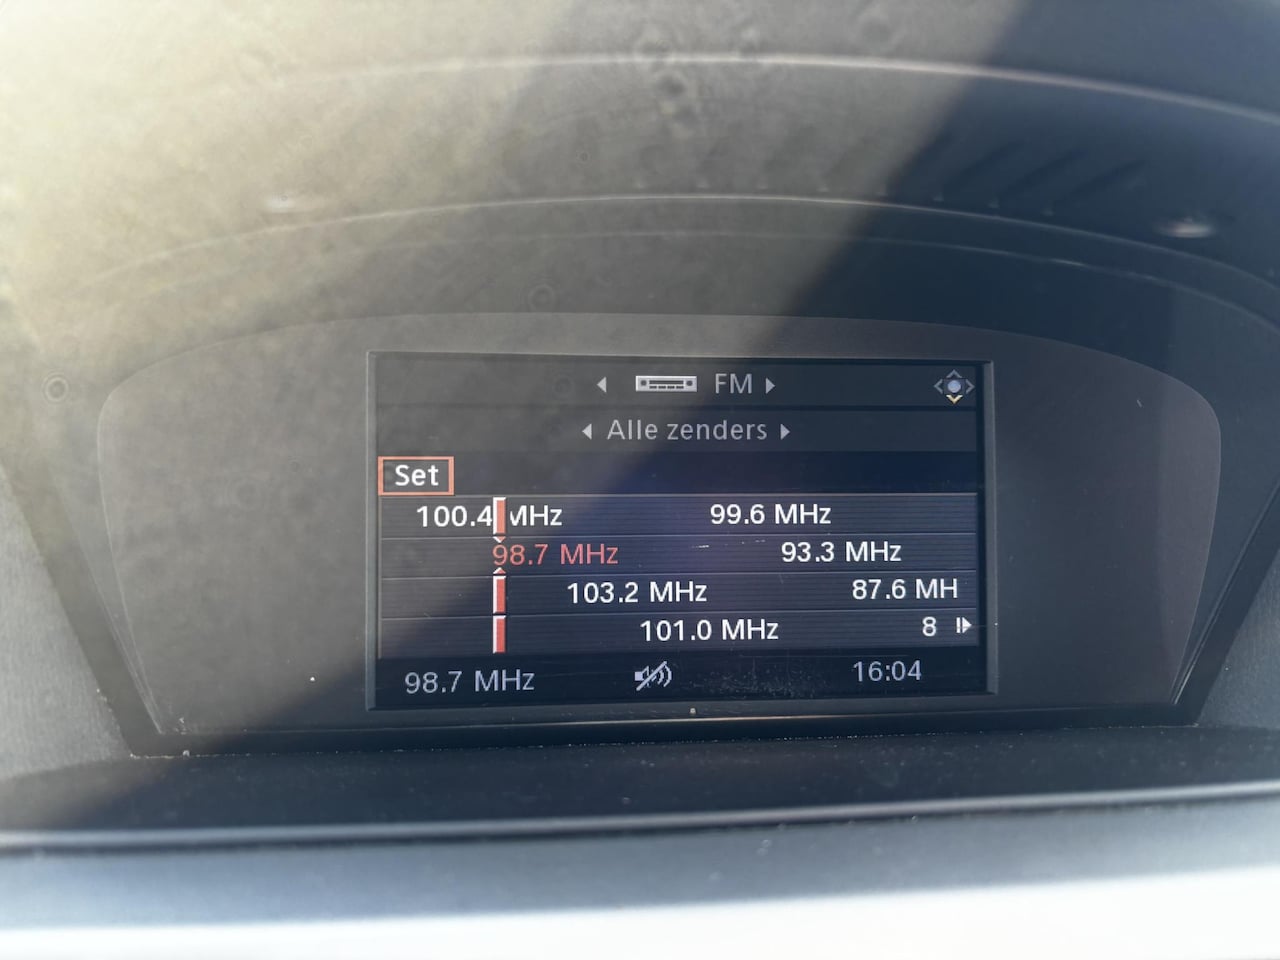 FM
Alle zenders
Set
100.4 MHz 99.6 MHz
98.7 MHz 93.3 MHz
103.2 MHz 87.6 MH
101.0 MHz 8
98.7 MHz 16:04